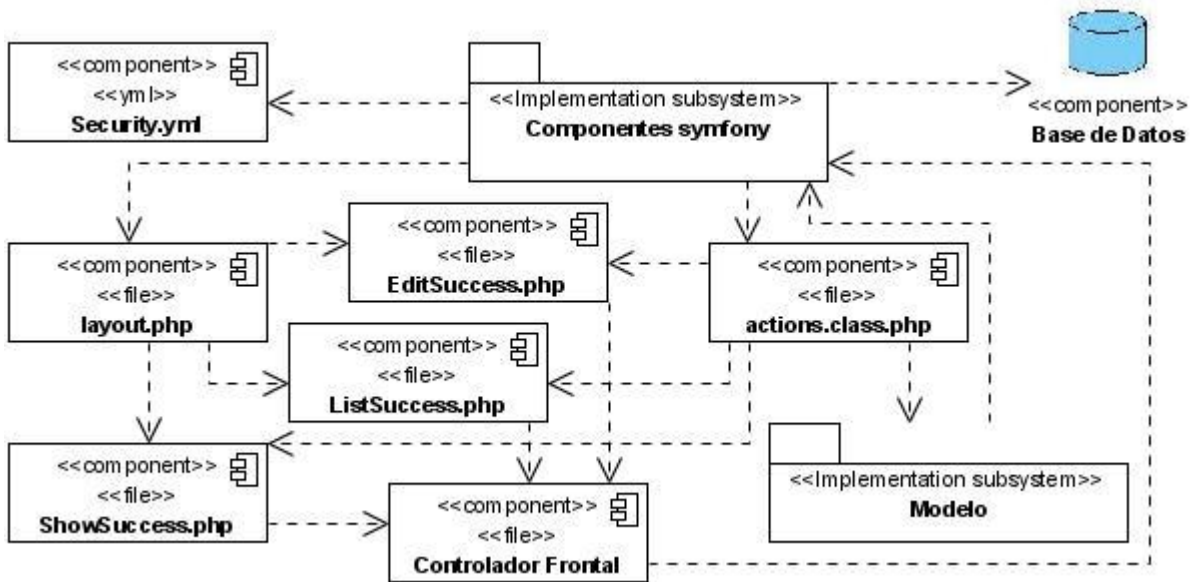 <<component>>
<<yml>>
Security.yml
<<Implementation subsystem>>
Componentes symfony
<<component>>
Base de Datos
<<component>>
<<file>>
layout.php
<<component>>
<<file>>
EditSuccess.php
<<component>>
<<file>>
actions.class.php
<<component>>
<<file>>
ListSuccess.php
<<component>>
<<file>>
ShowSuccess.php
<<component>>
<<file>>
Controlador Frontal
<<Implementation subsystem>>
Modelo